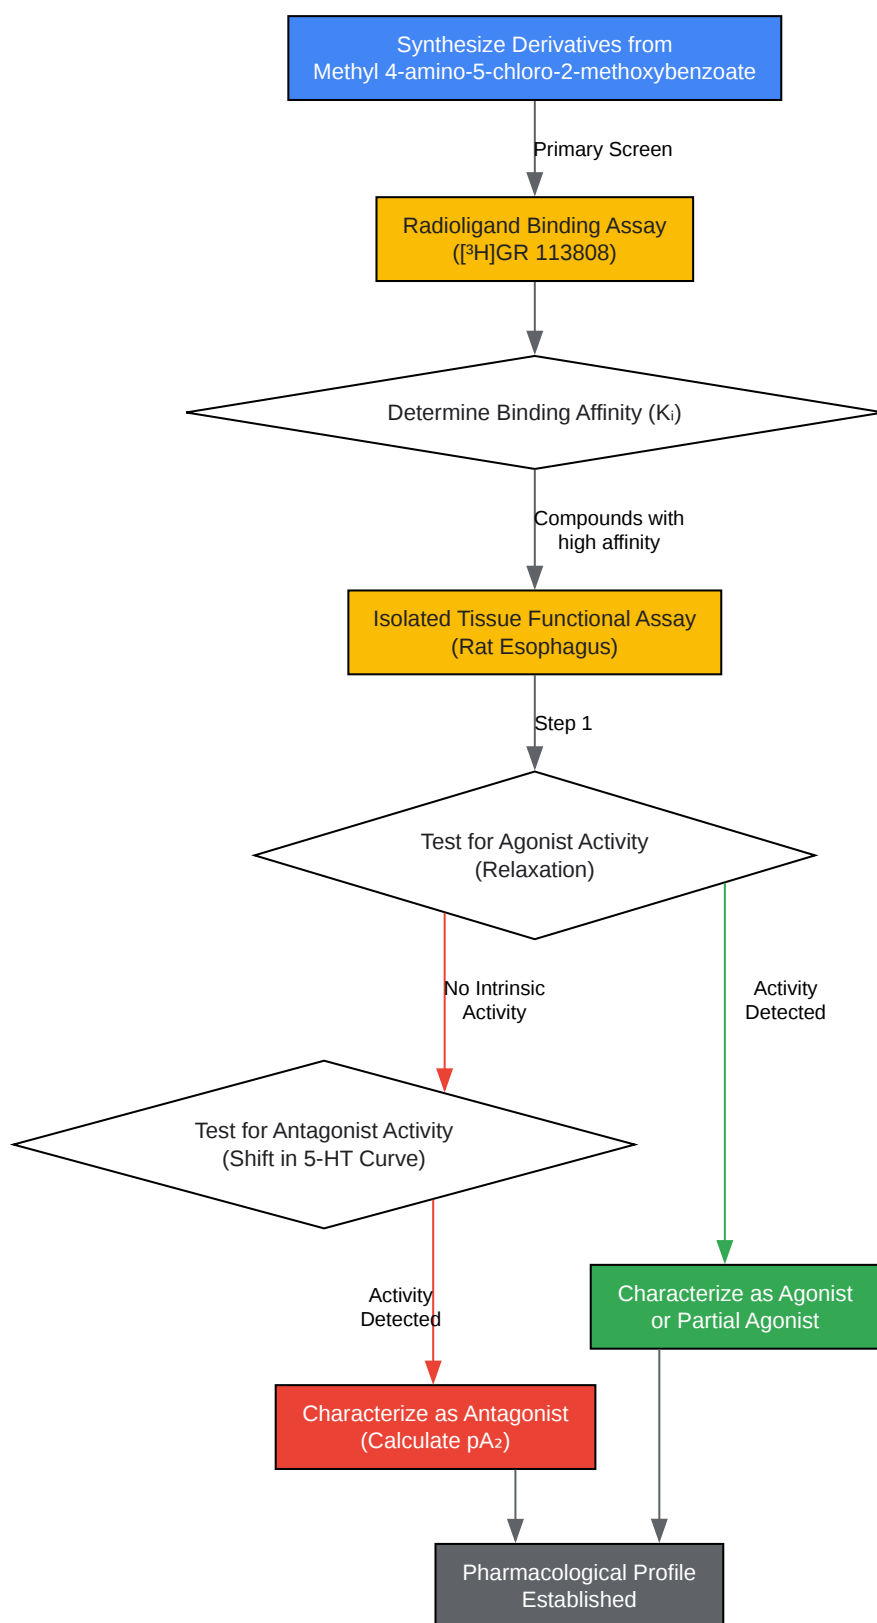 Synthesize Derivatives from
Methyl 4-amino-5-chloro-2-methoxybenzoate
Primary Screen
Radioligand Binding Assay
([³H]GR 113808)
Determine Binding Affinity (Kᵢ)
Compounds with
high affinity
Isolated Tissue Functional Assay
(Rat Esophagus)
Step 1
Test for Agonist Activity
(Relaxation)
No Intrinsic
Activity
Activity
Detected
Test for Antagonist Activity
(Shift in 5-HT Curve)
Activity
Detected
Characterize as Agonist
or Partial Agonist
Characterize as Antagonist
(Calculate pA₂)
Pharmacological Profile
Established